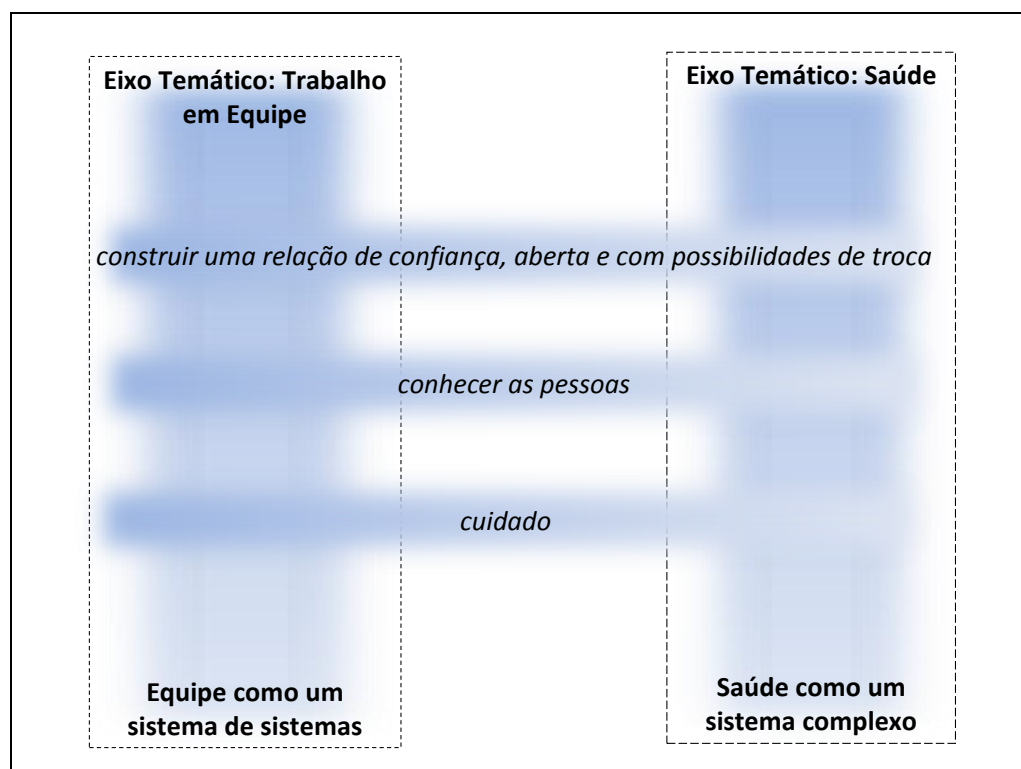 Eixo Temático: Trabalho
em Equipe
Eixo Temático: Saúde
construir uma relação de confiança, aberta e com possibilidades de troca
conhecer as pessoas
cuidado
Equipe como um
sistema de sistemas
Saúde como um
sistema complexo